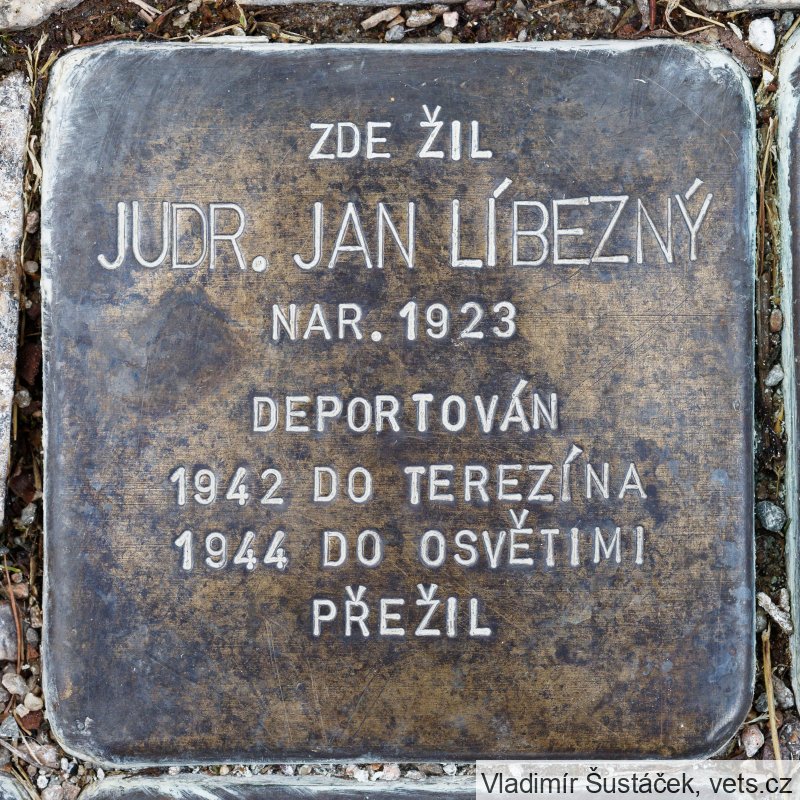 ZDE ŽIL
JUDR. JAN LÍBEZNÝ
NAR. 1923
DEPORTOVÁN
1942 DO TEREZÍNA
1944 DO OSVĚTIMI
PŘEŽIL
Vladimír Šustáček, vets.cz